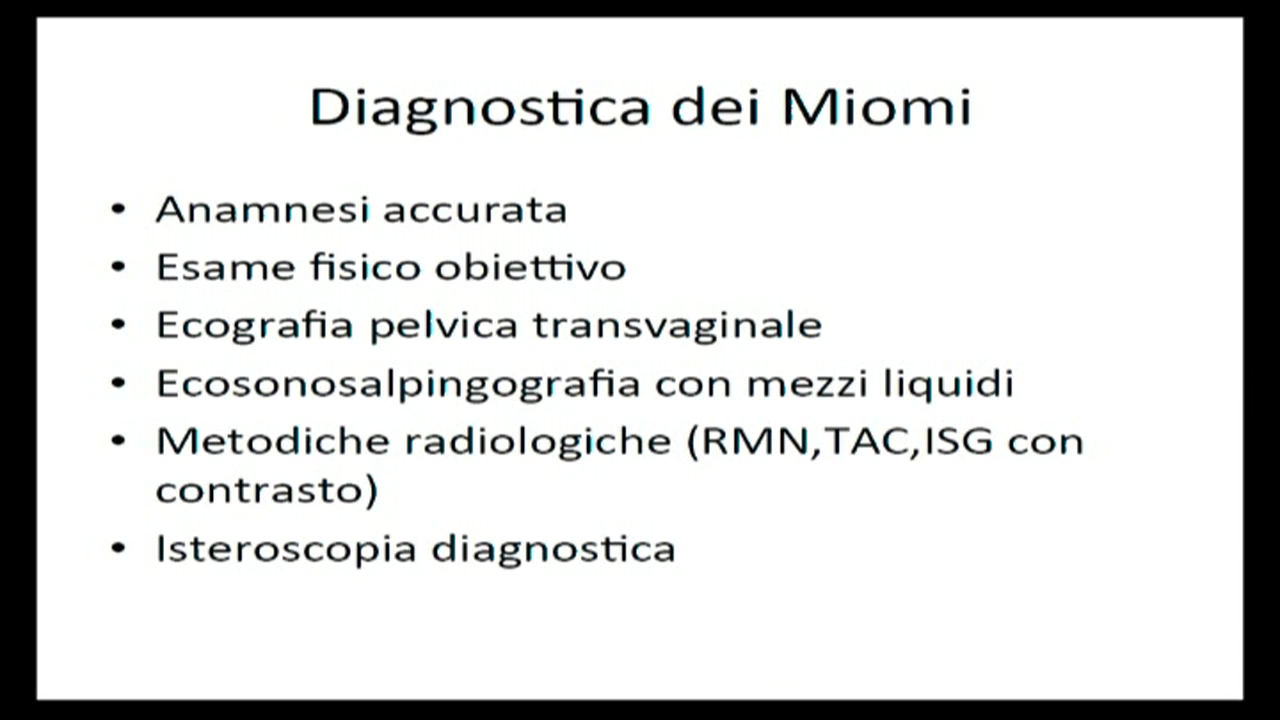 Diagnostica dei Miomi
• Anamnesi accurata
• Esame fisico obiettivo
• Ecografia pelvica transvaginale
• Ecosonosalpingografia con mezzi liquidi
• Metodiche radiologiche (RMN,TAC,ISG con
contrasto)
• Isteroscopia diagnostica